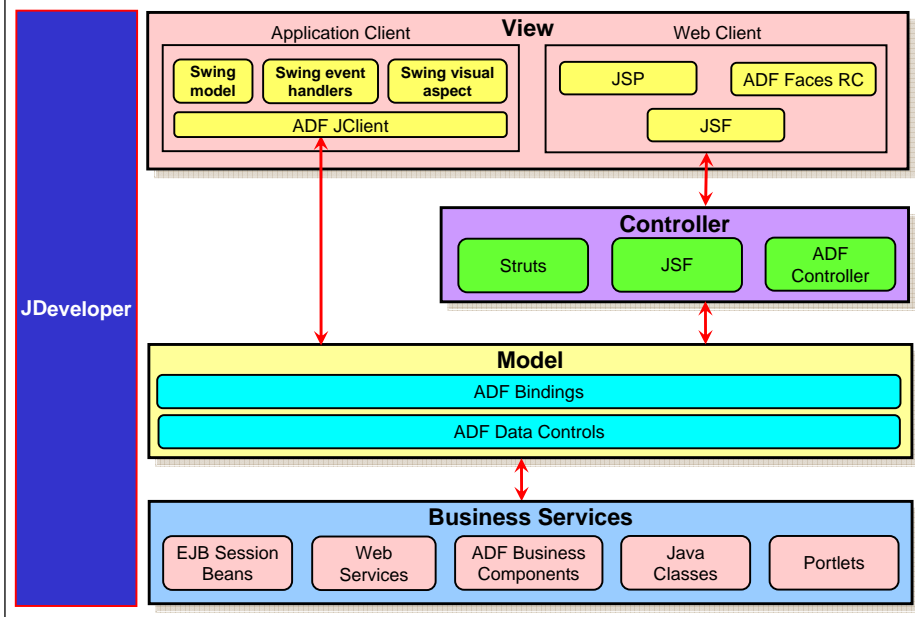 View
Application Client
Web Client
Swing
model
Swing event
handlers
Swing visual
aspect
ADF JClient
JSP
ADF Faces RC
JSF
Controller
Struts
JSF
ADF
Controller
JDeveloper
Model
ADF Bindings
ADF Data Controls
Business Services
EJB Session
Beans
Web
Services
ADF Business
Components
Java
Classes
Portlets